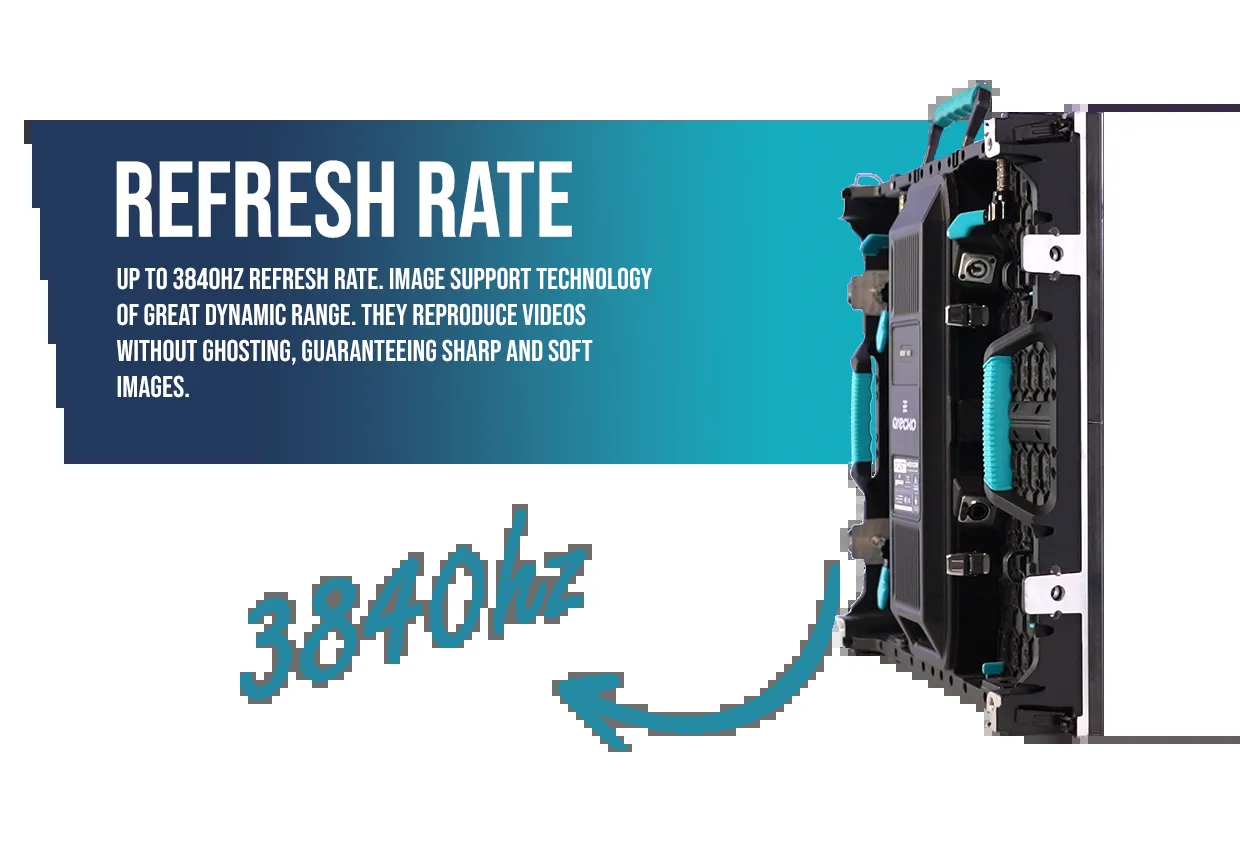 REFRESH RATE
UP TO 3840HZ REFRESH RATE. IMAGE SUPPORT TECHNOLOGY
OF GREAT DYNAMIC RANGE. THEY REPRODUCE VIDEOS
WITHOUT GHOSTING, GUARANTEEING SHARP AND SOFT
IMAGES.
3840hz